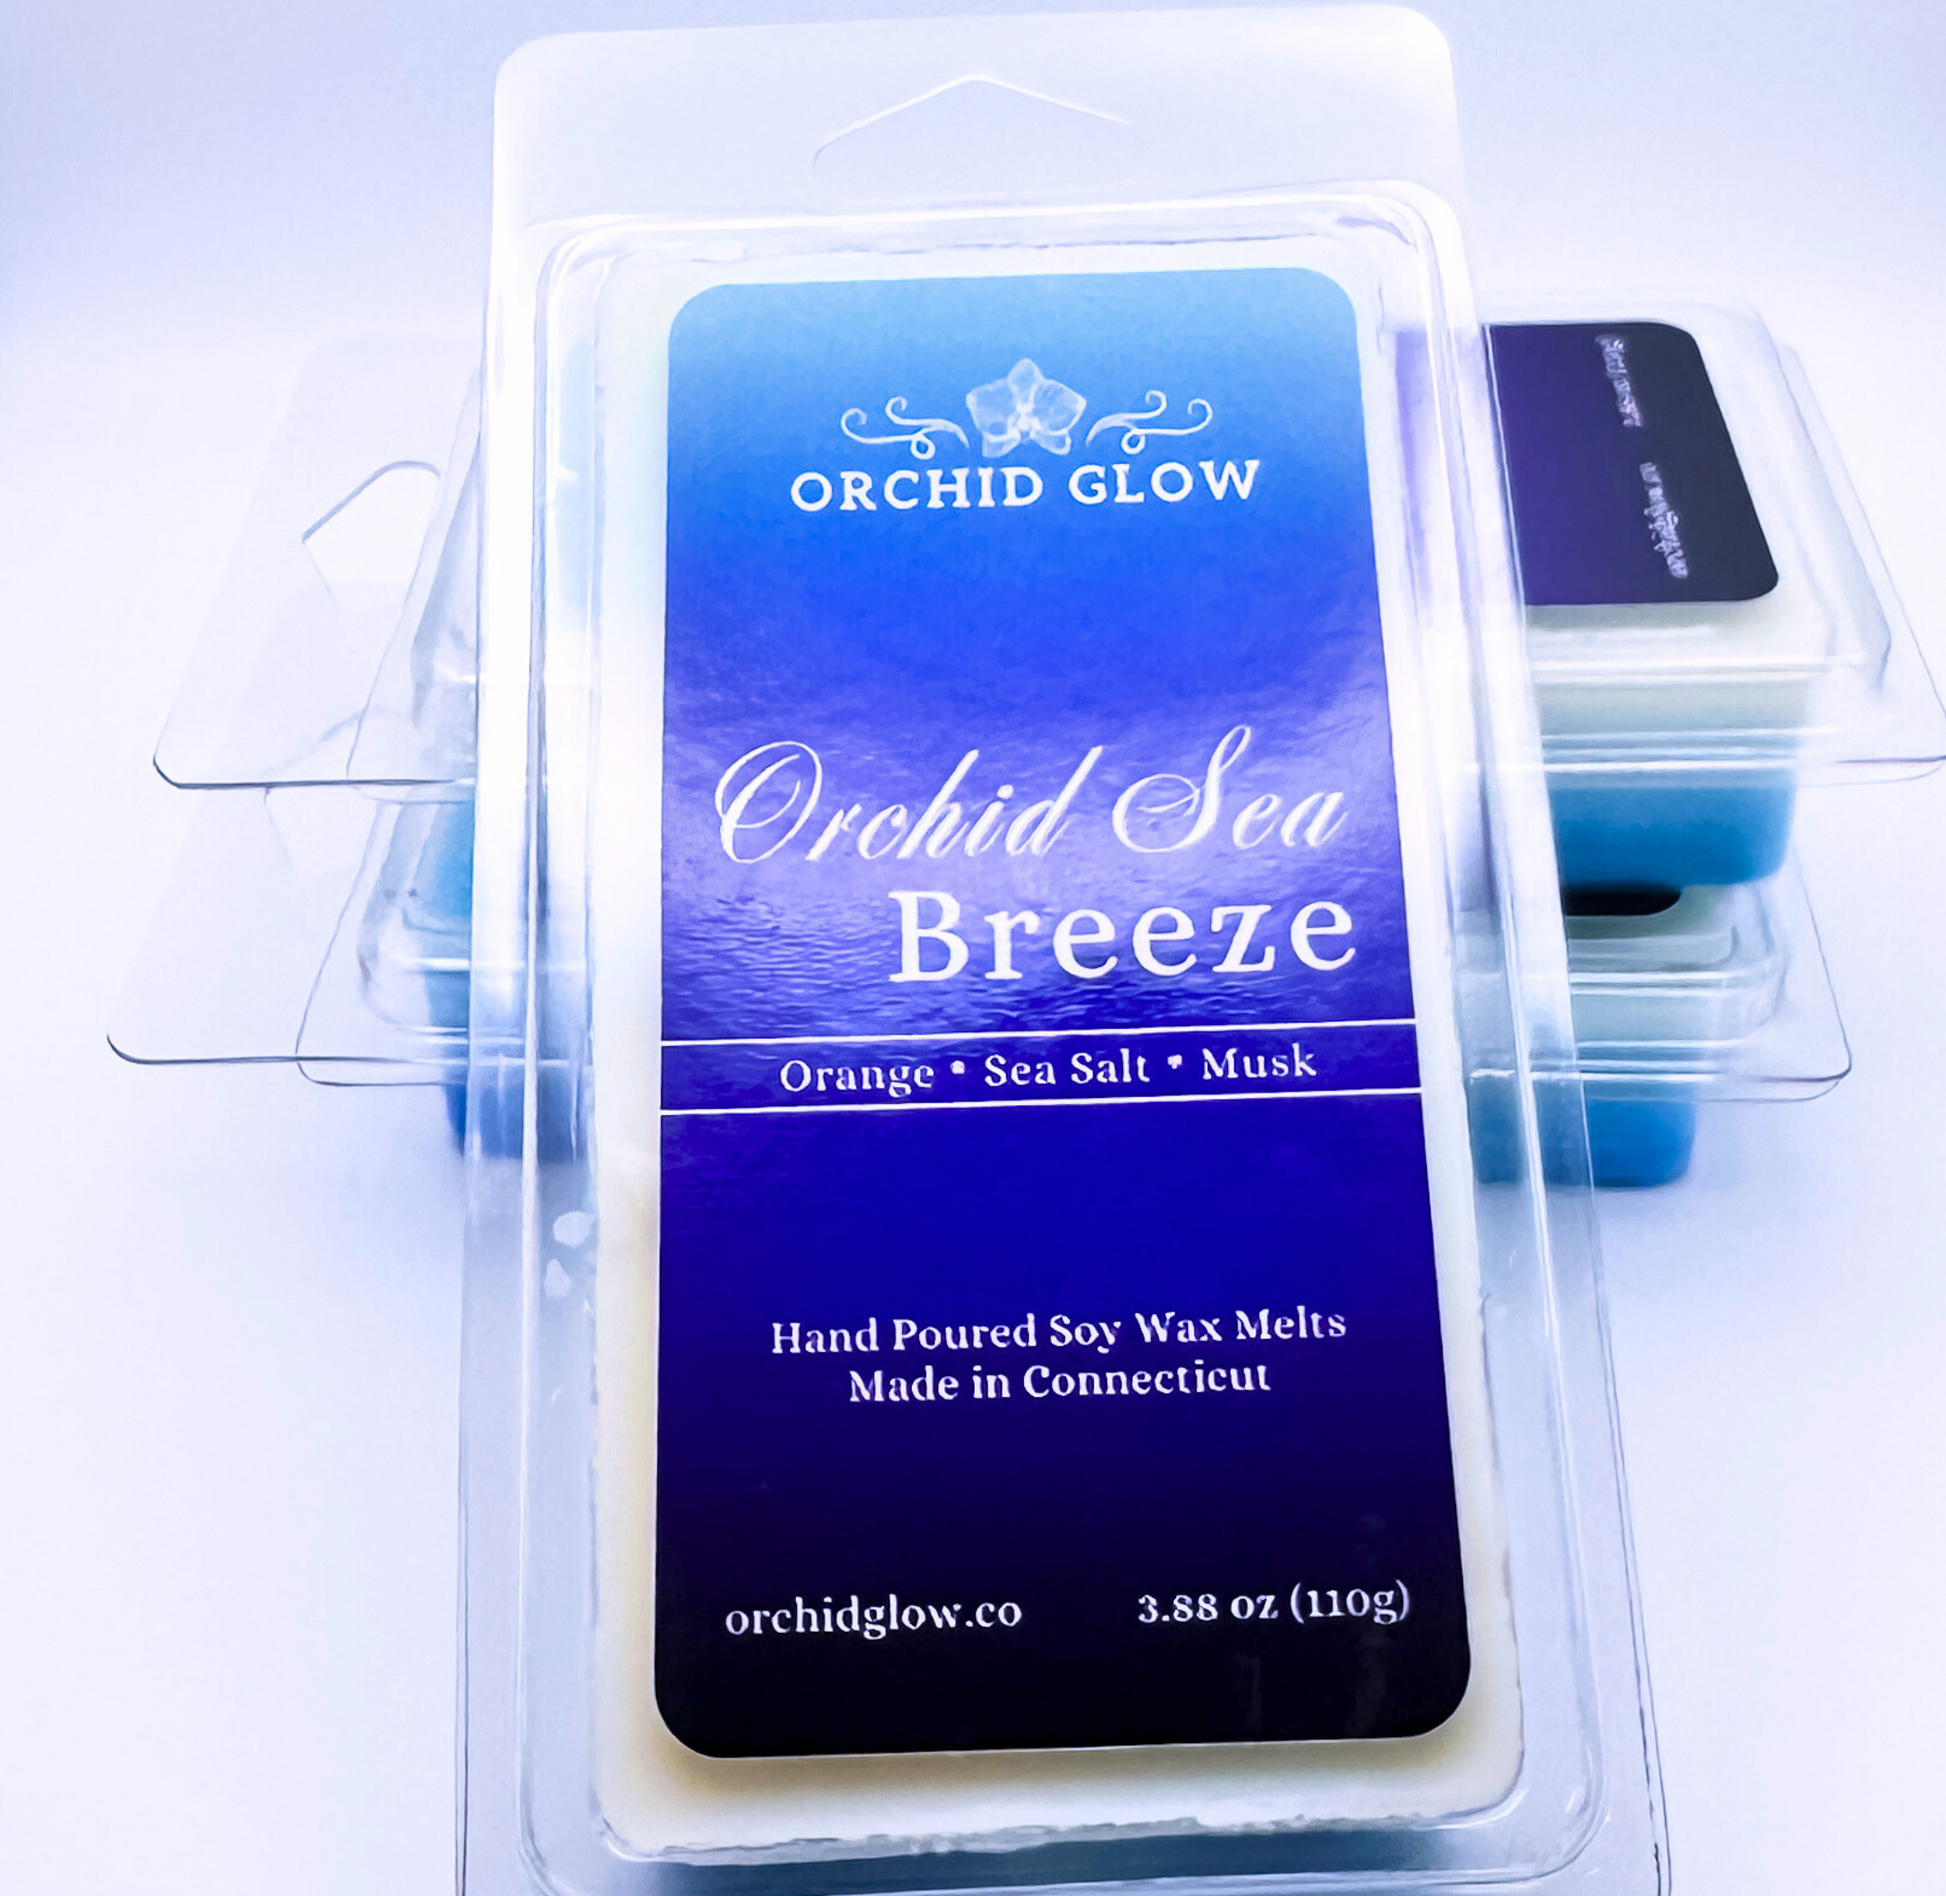 ORCHID GLOW
Orchid Sea
Breeze
Orange • Sea Salt • Musk
Hand Poured Soy Wax Melts
Made in Connecticut
orchidglow.co 3.88 oz (110g)